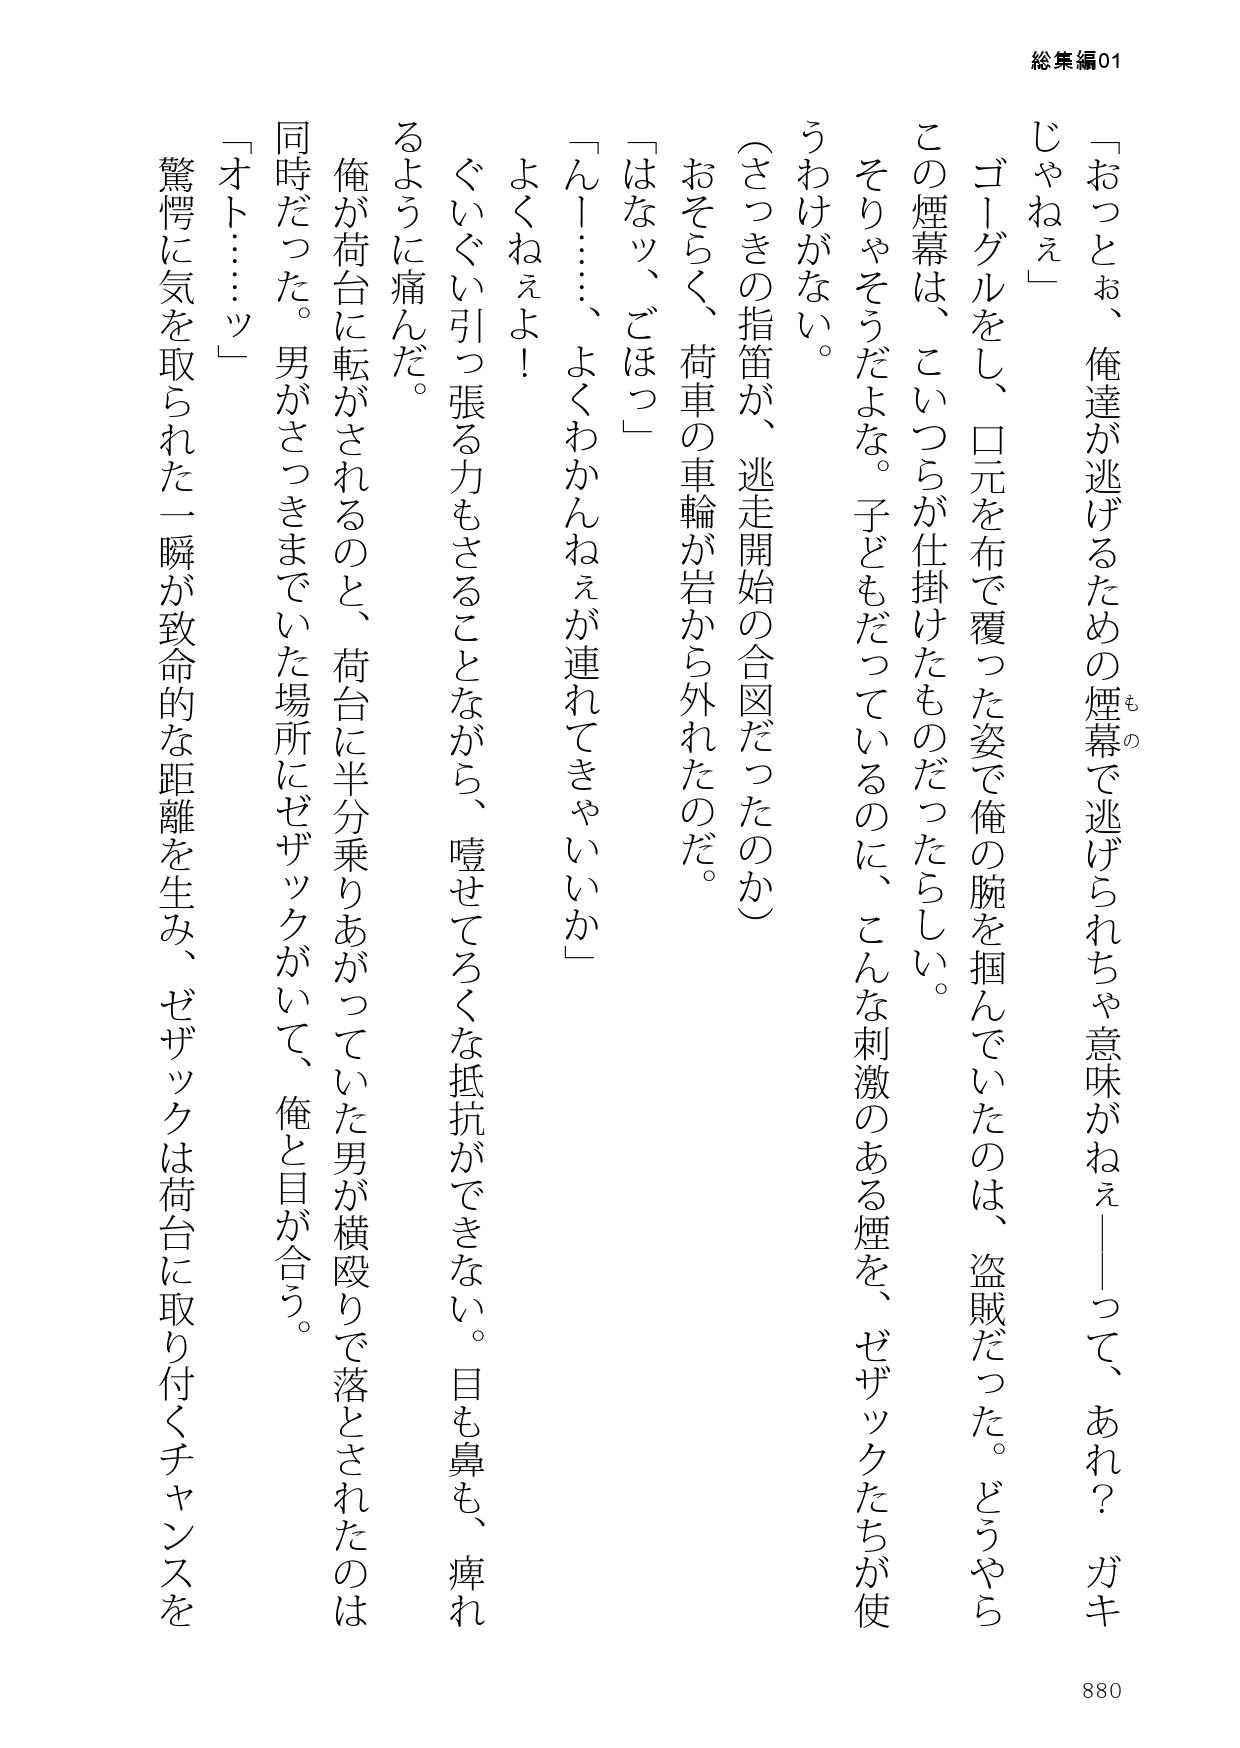 総集編01
「おっとぉ、俺達が逃げるための煙幕で逃げられちゃ意味がねぇ――って、あれ？　ガキ
もの
じゃねぇ」
　ゴーグルをし、口元を布で覆った姿で俺の腕を掴んでいたのは、盗賊だった。どうやら
この煙幕は、こいつらが仕掛けたものだったらしい。
　そりゃそうだよな。子どもだっているのに、こんな刺激のある煙を、ゼザックたちが使
うわけがない。
（さっきの指笛が、逃走開始の合図だったのか）
　おそらく、荷車の車輪が岩から外れたのだ。
「はなッ、ごほっ」
「んー……、よくわかんねぇが連れてきゃいいか」
　よくねぇよ！
　ぐいぐい引っ張る力もさることながら、噎せてろくな抵抗ができない。目も鼻も、痺れ
るように痛んだ。
　俺が荷台に転がされるのと、荷台に半分乗りあがっていた男が横殴りで落とされたのは
同時だった。男がさっきまでいた場所にゼザックがいて、俺と目が合う。
「オト……ッ」
　驚愕に気を取られた一瞬が致命的な距離を生み、ゼザックは荷台に取り付くチャンスを
880